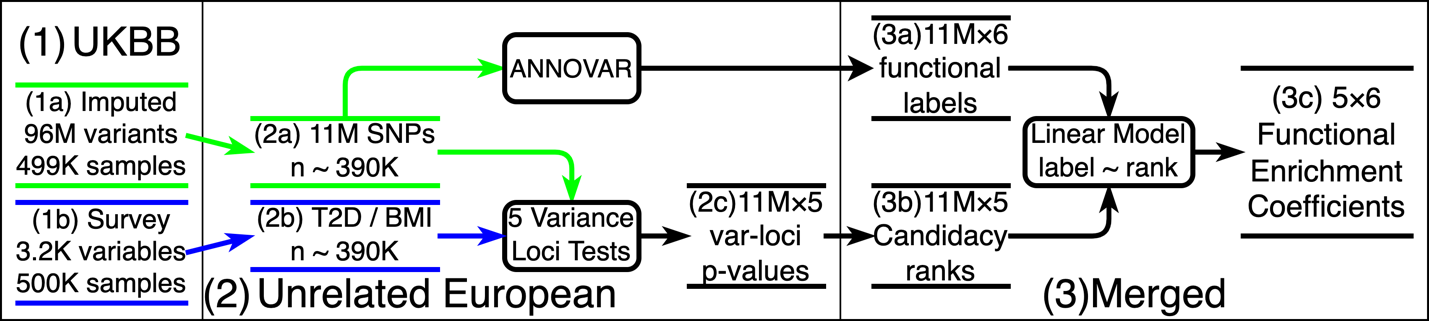 (1) UKBB
(1a) Imputed
96M variants
499K samples
(1b) Survey
3.2K variables
500K samples
ANNOVAR
(2a) 11M SNPs
n ~ 390K
(2b) T2D / BMI
n ~ 390K
5 Variance
Loci Tests
(2c)11M×5
var-loci
p-values
(2) Unrelated European
(3a)11M×6
functional
labels
(3b)11M×5
Candidacy
ranks
Linear Model
label ~ rank
(3c) 5×6
Functional
Enrichment
Coefficients
(3)Merged